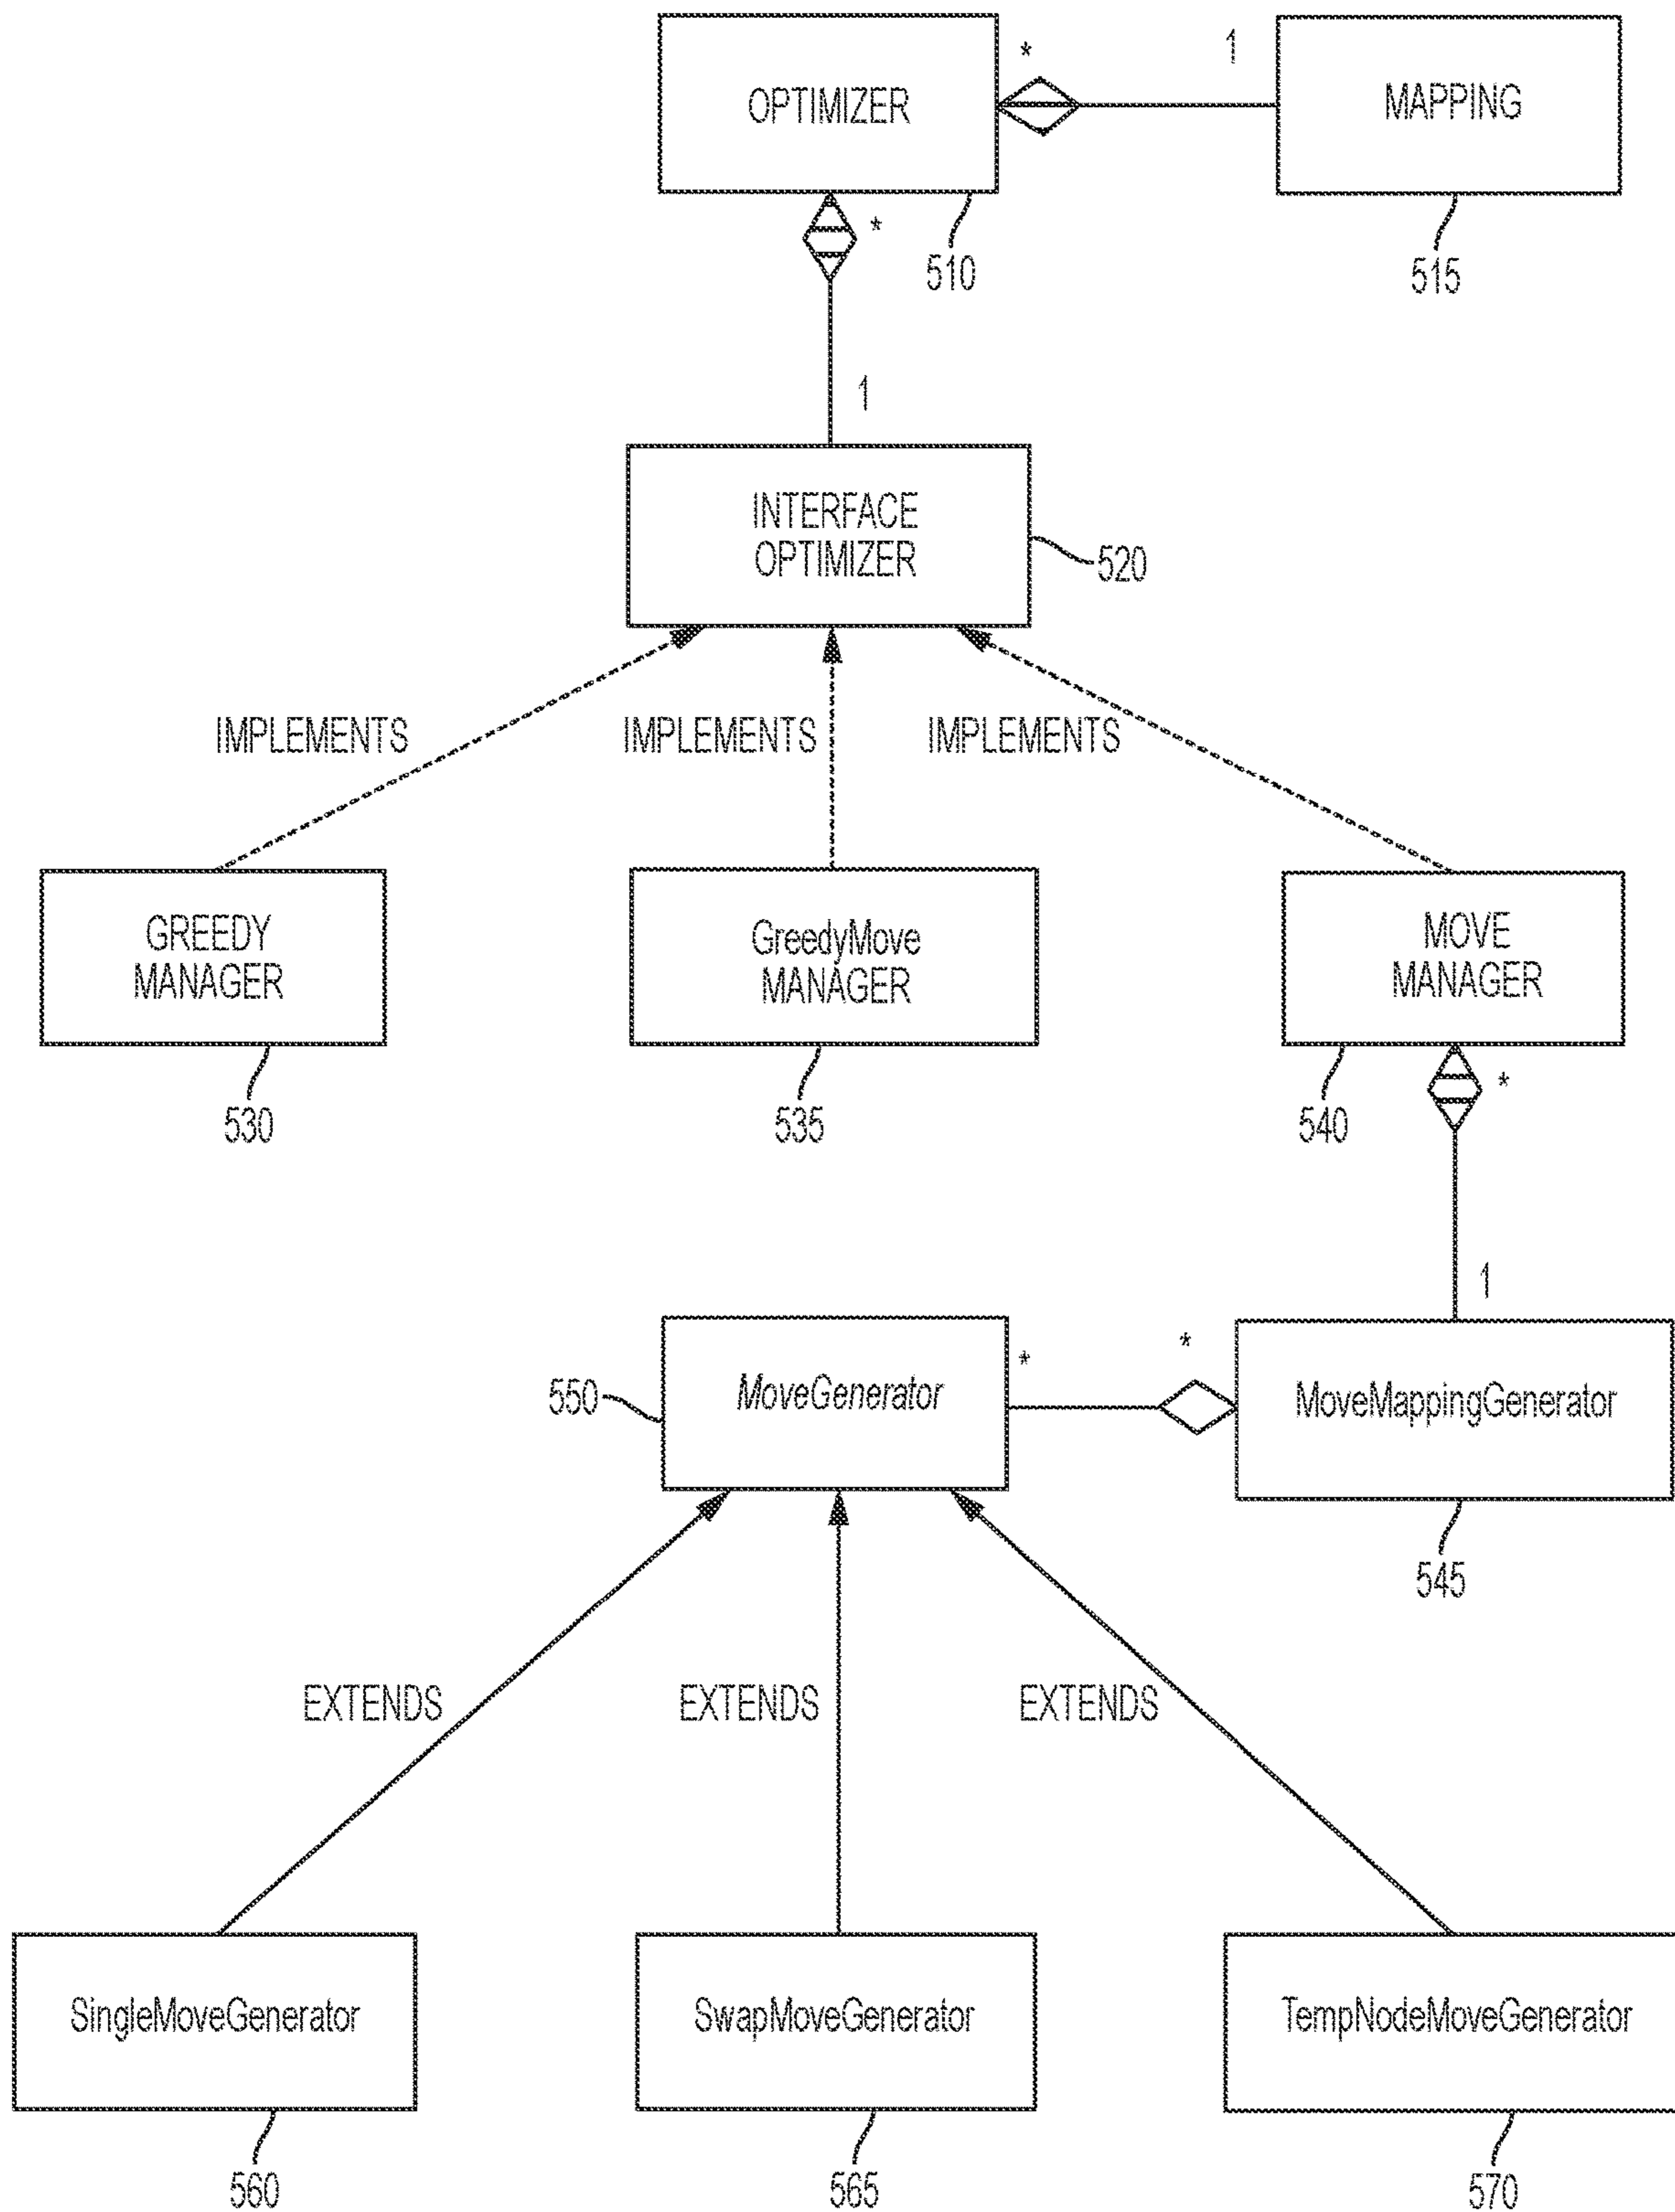 OPTIMIZER
*
1
MAPPING
*
510
515
1
INTERFACE
OPTIMIZER
520
IMPLEMENTS
IMPLEMENTS
IMPLEMENTS
GREEDY
MANAGER
GreedyMove
MANAGER
MOVE
MANAGER
530
535
540
*
1
550
MoveGenerator
*
*
MoveMappingGenerator
545
EXTENDS
EXTENDS
EXTENDS
SingleMoveGenerator
SwapMoveGenerator
TempNodeMoveGenerator
560
565
570